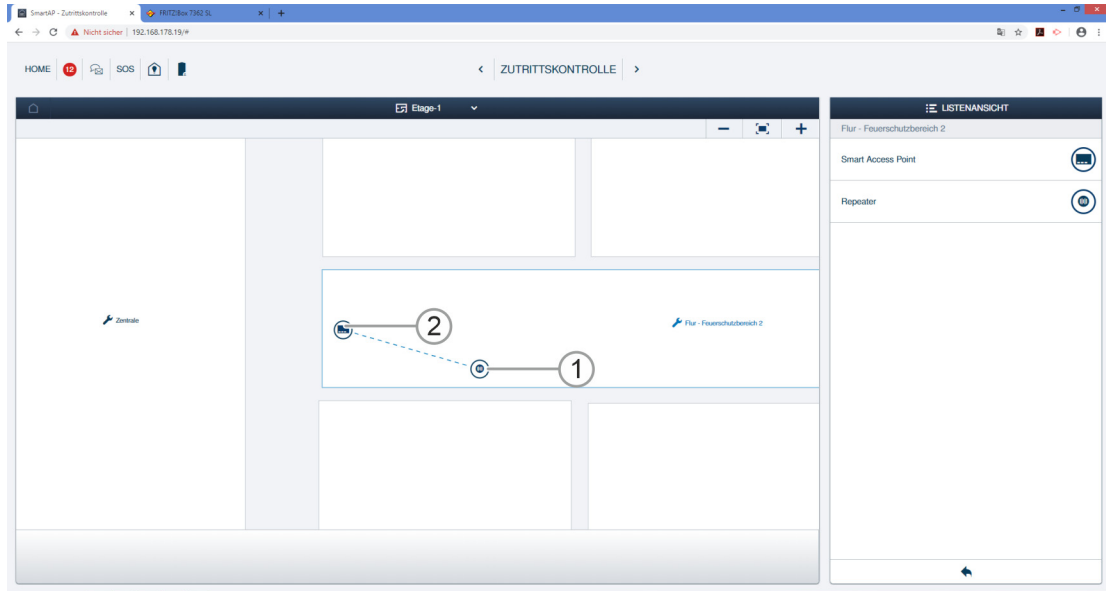 SmartAP - Zutrittskontrolle
FRITZ!Box 7362 SL
Nicht sicher | 192.168.178.19/#
HOME 12 SOS
ZUTRITTSKONTROLLE
Etage-1
LISTENANSICHT
Flur - Feuerschutzbereich 2
Smart Access Point
Repeater
Zentrale
2
Flur - Feuerschutzbereich 2
1